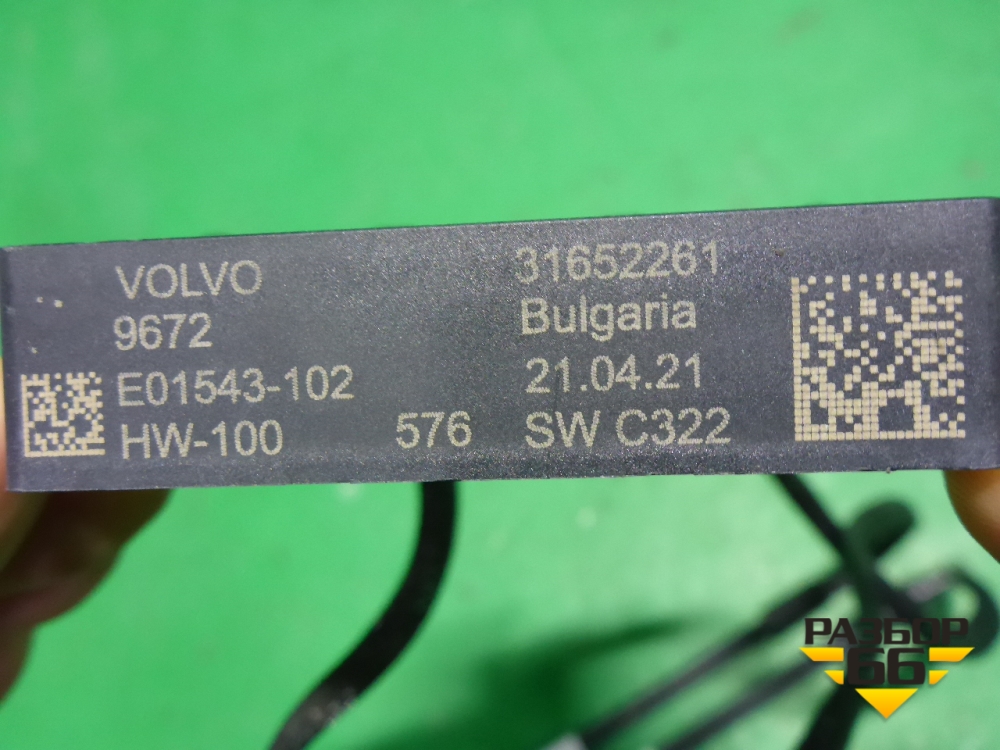 VOLVO
31652261
9672
Bulgaria
E01543-102
21.04.21
HW-100
576
SW C322
РАЗБОР
66